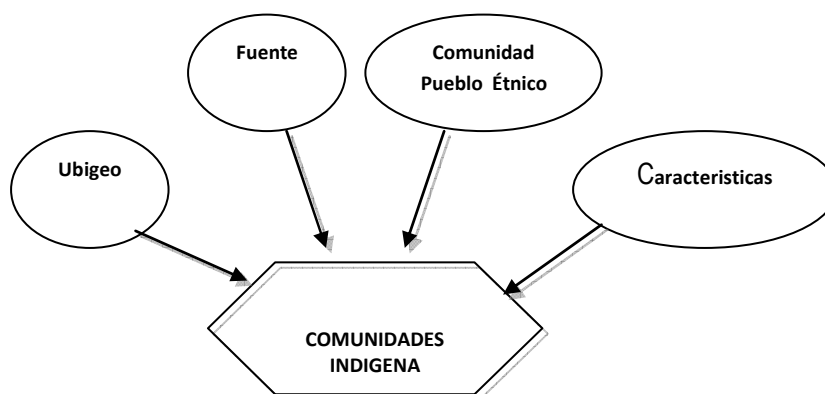 Fuente
Comunidad
Pueblo Étnico
Ubigeo
Caracteristicas
COMUNIDADES
INDIGENA